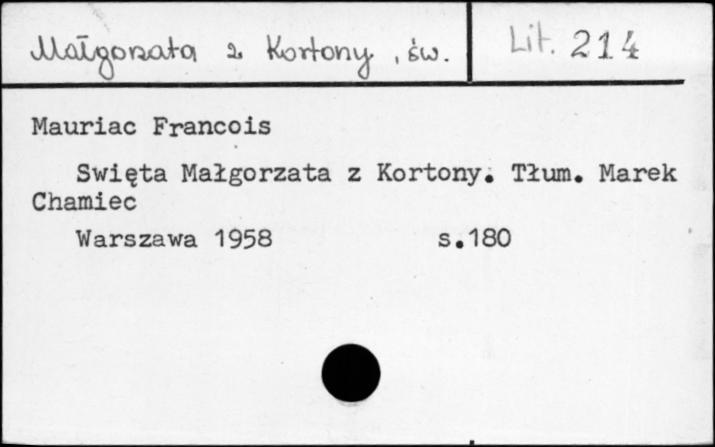 Małgorzata z Kortony, św.
Lit. 214
Mauriac Francois
Swięta Małgorzata z Kortony. Tłum. Marek
Chamiec
Warszawa 1958 s.180